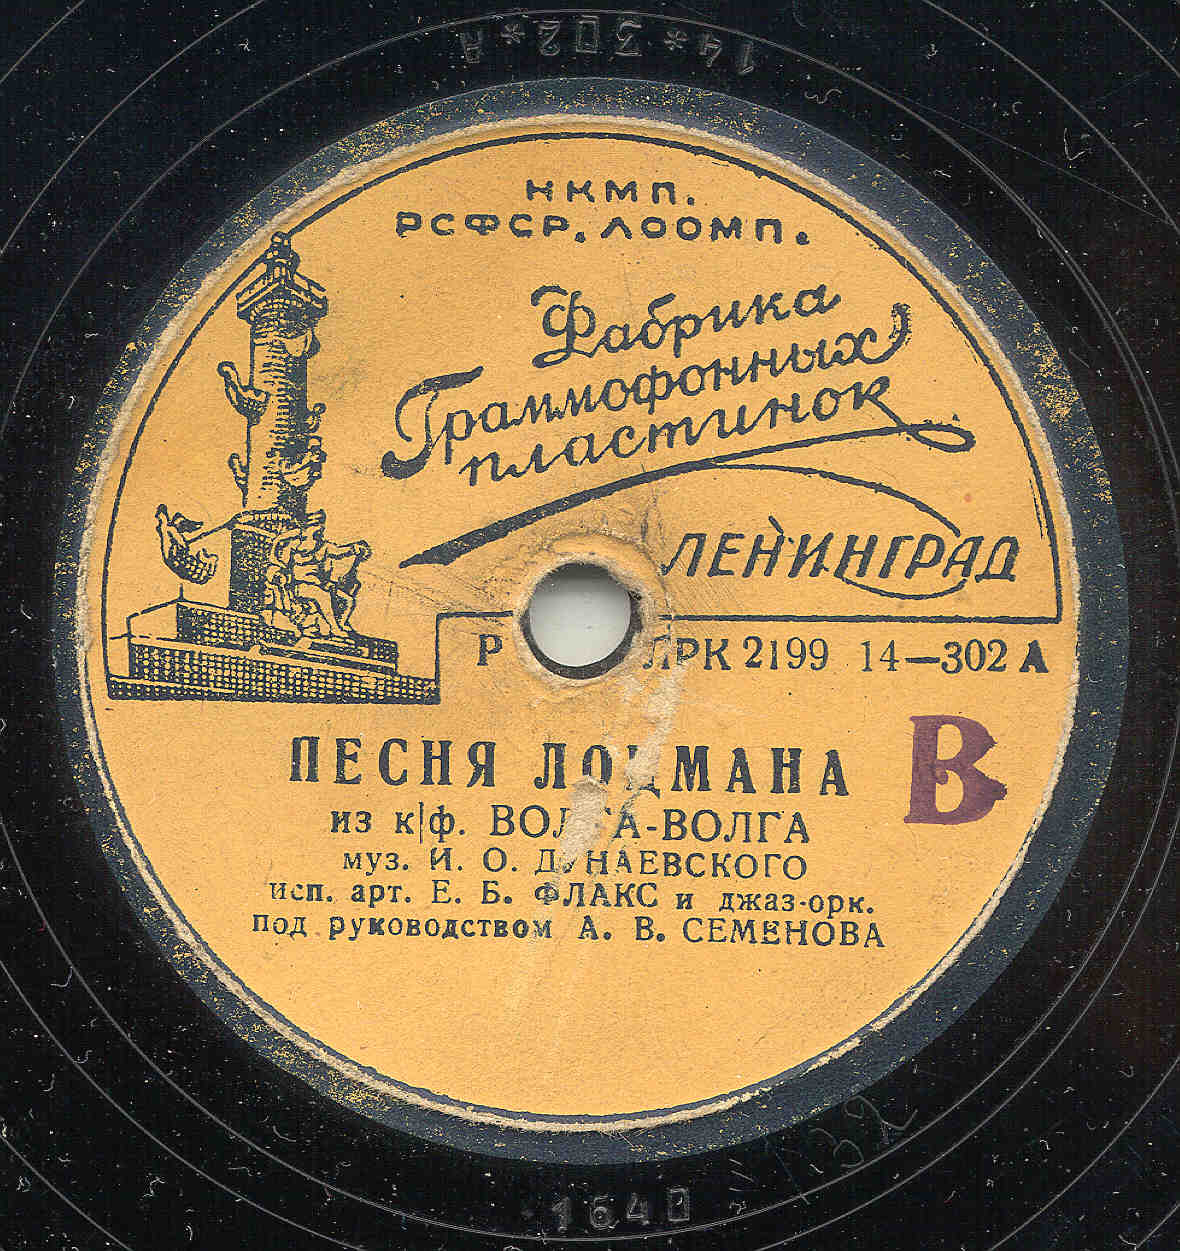 14*302*A
НКМП.
РСФСР. ЛООМП.
Фабрика
Граммофонных
пластинок
ЛЕНИНГРАД
Р ЛРК 2199 14—302 А
В
ПЕСНЯ ЛОЦМАНА
из к|ф. ВОЛГА-ВОЛГА
муз. И. О. ДУНАЕВСКОГО
исп. арт. Е. Б. ФЛАКС и джаз-орк.
под руководством А. В. СЕМЕНОВА